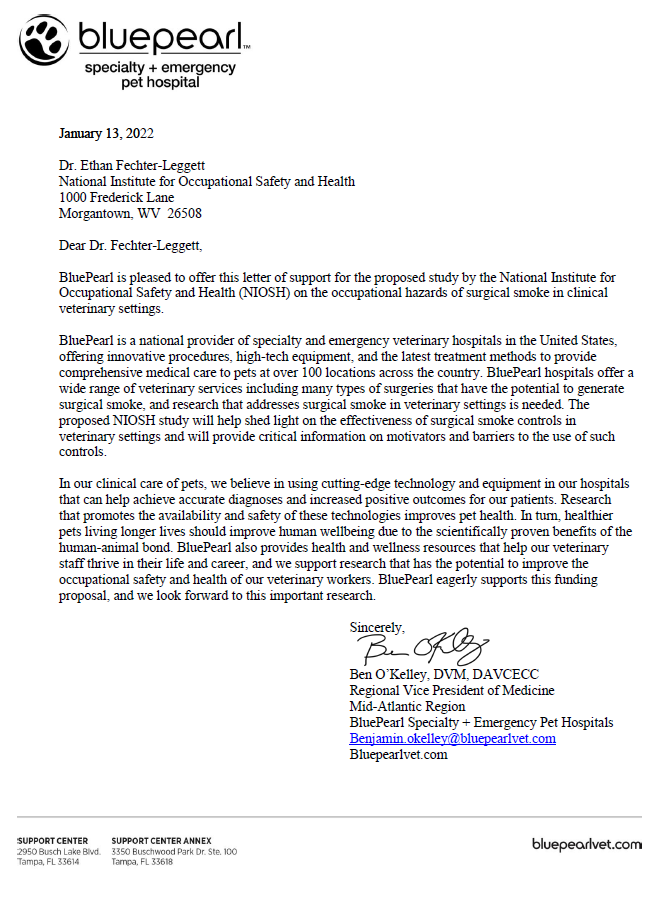 bluepearl™
specialty + emergency
pet hospital
January 13, 2022
Dr. Ethan Fechter-Leggett
National Institute for Occupational Safety and Health
1000 Frederick Lane
Morgantown, WV  26508
Dear Dr. Fechter-Leggett,
BluePearl is pleased to offer this letter of support for the proposed study by the National Institute for
Occupational Safety and Health (NIOSH) on the occupational hazards of surgical smoke in clinical
veterinary settings.
BluePearl is a national provider of specialty and emergency veterinary hospitals in the United States,
offering innovative procedures, high-tech equipment, and the latest treatment methods to provide
comprehensive medical care to pets at over 100 locations across the country. BluePearl hospitals offer a
wide range of veterinary services including many types of surgeries that have the potential to generate
surgical smoke, and research that addresses surgical smoke in veterinary settings is needed. The
proposed NIOSH study will help shed light on the effectiveness of surgical smoke controls in
veterinary settings and will provide critical information on motivators and barriers to the use of such
controls.
In our clinical care of pets, we believe in using cutting-edge technology and equipment in our hospitals
that can help achieve accurate diagnoses and increased positive outcomes for our patients. Research
that promotes the availability and safety of these technologies improves pet health. In turn, healthier
pets living longer lives should improve human wellbeing due to the scientifically proven benefits of the
human-animal bond. BluePearl also provides health and wellness resources that help our veterinary
staff thrive in their life and career, and we support research that has the potential to improve the
occupational safety and health of our veterinary workers. BluePearl eagerly supports this funding
proposal, and we look forward to this important research.
Sincerely,
Ben O'Kelley
Ben O’Kelley, DVM, DAVCECC
Regional Vice President of Medicine
Mid-Atlantic Region
BluePearl Specialty + Emergency Pet Hospitals
Benjamin.okelley@bluepearlvet.com
Bluepearlvet.com
SUPPORT CENTER SUPPORT CENTER ANNEX
2950 Busch Lake Blvd. 3350 Buschwood Park Dr. Ste. 100
Tampa, FL 33614 Tampa, FL 33618
bluepearlvet.com